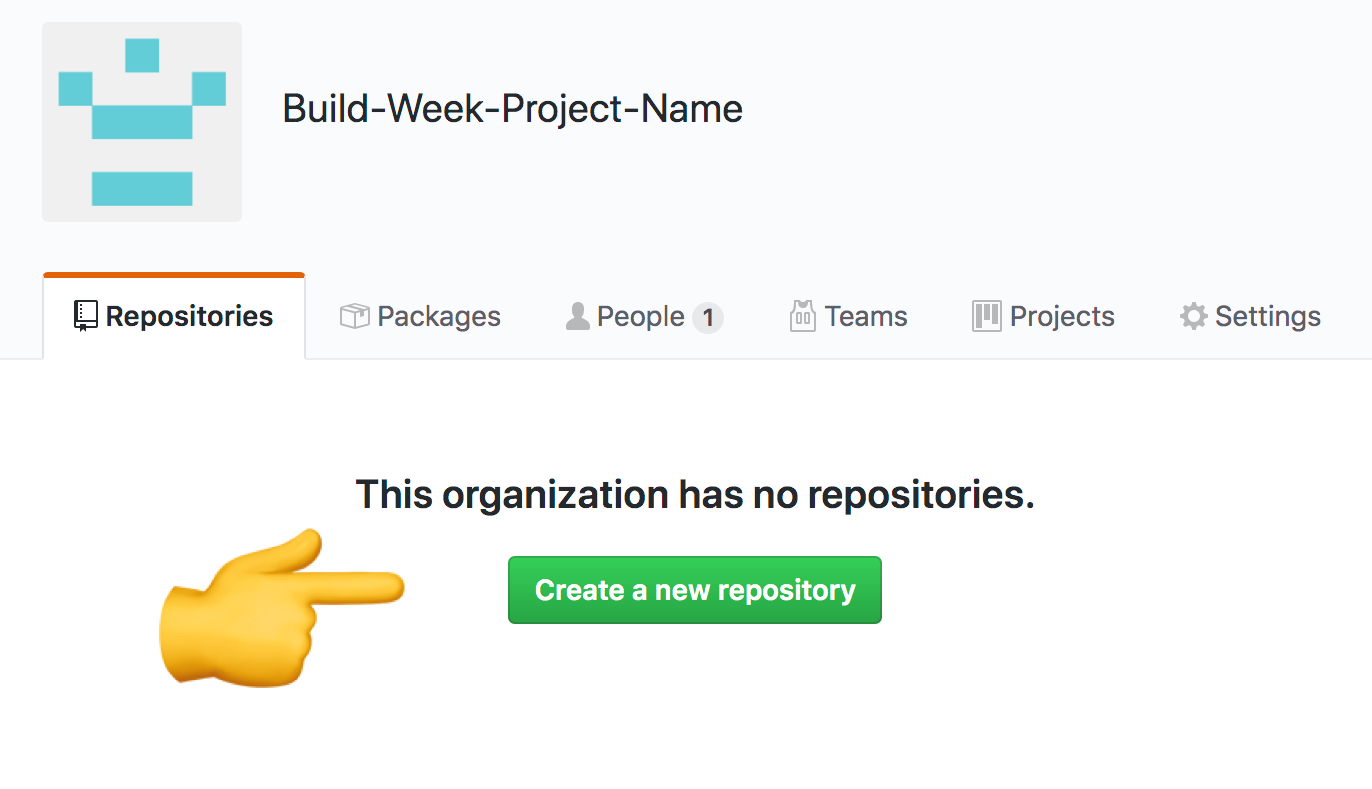 Build-Week-Project-Name
Repositories Packages People 1 Teams Projects Settings
This organization has no repositories.
Create a new repository